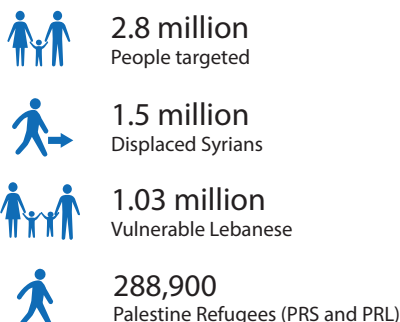 2.8 million
People targeted
1.5 million
Displaced Syrians
1.03 million
Vulnerable Lebanese
288,900
Palestine Refugees (PRS and PRL)